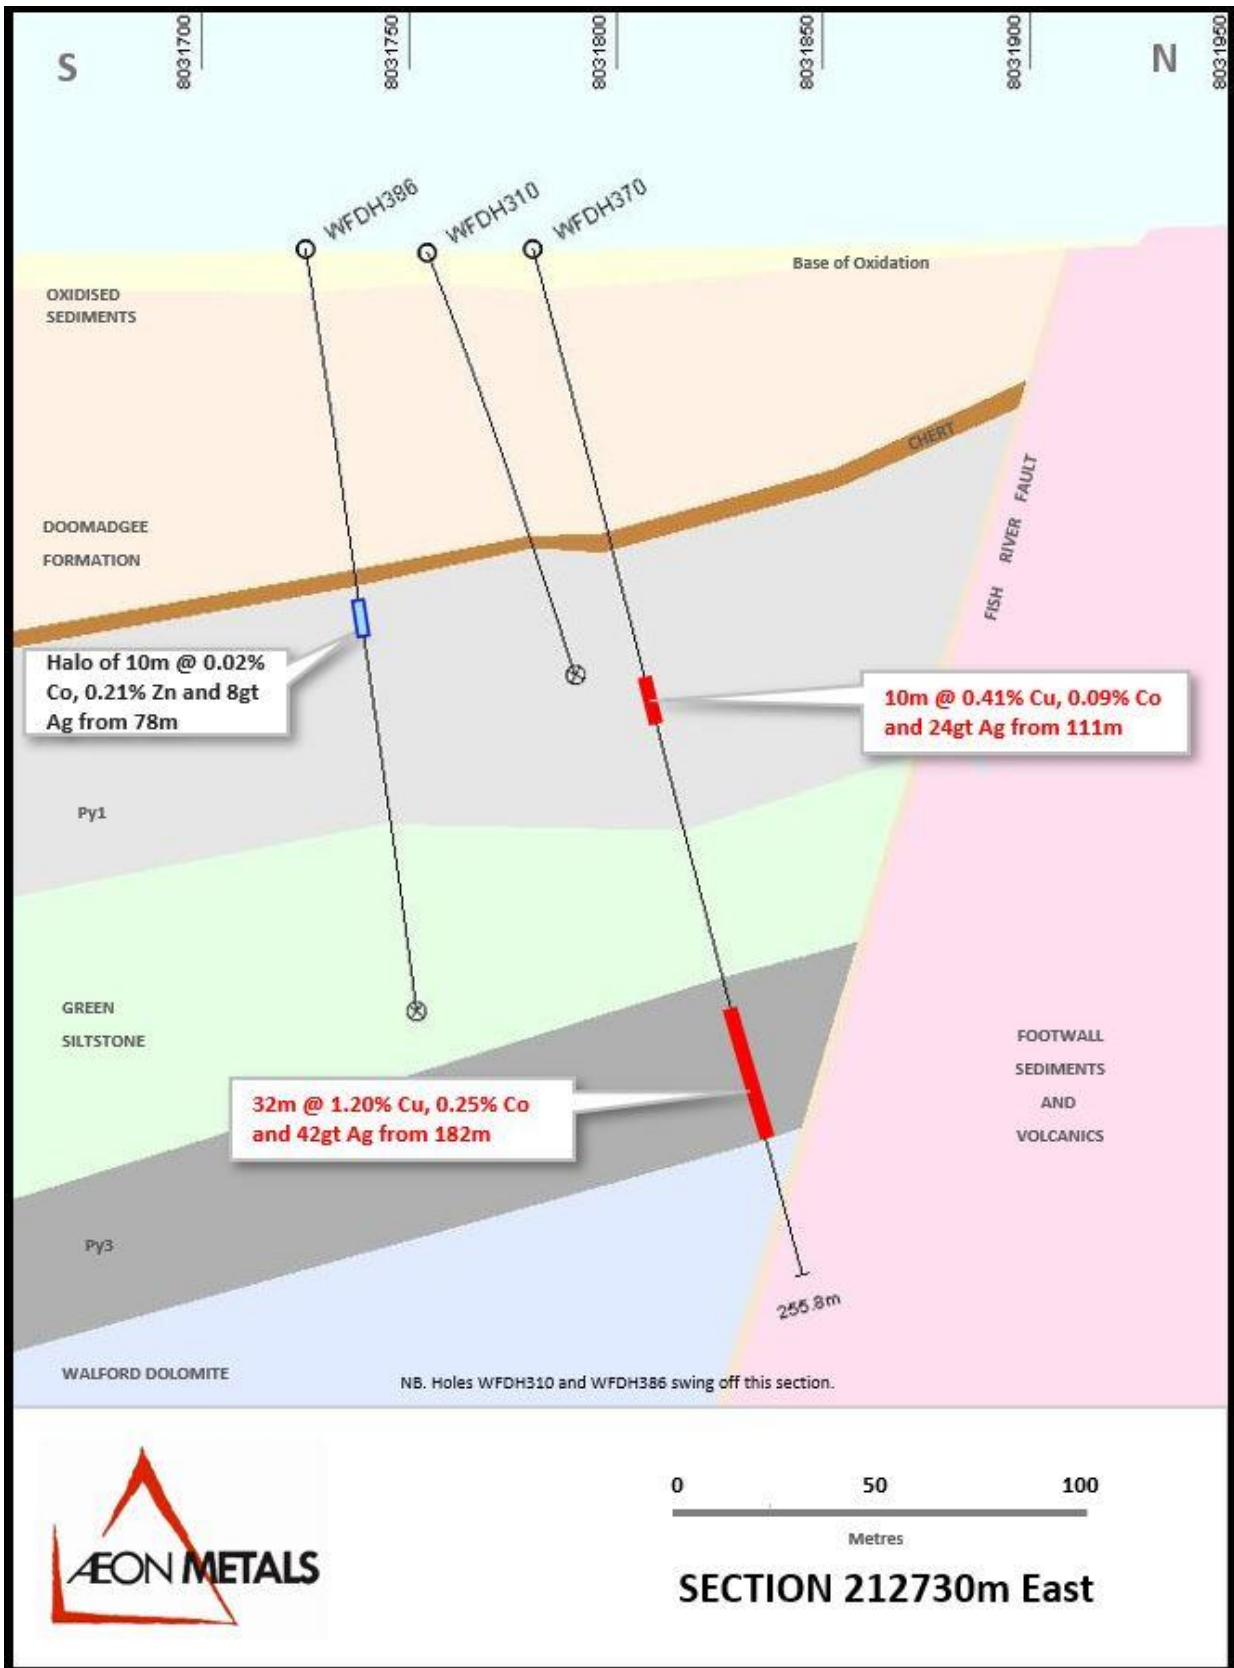 S
8031700
8031750
8031800
8031850
8031900
8031950
N
WFDH386
WFDH310
WFDH370
Base of Oxidation
OXIDISED
SEDIMENTS
CHERT
FISH RIVER FAULT
DOOMADGEE
FORMATION
Halo of 10m @ 0.02%
Co, 0.21% Zn and 8gt
Ag from 78m
10m @ 0.41% Cu, 0.09% Co
and 24gt Ag from 111m
Py1
GREEN
SILTSTONE
FOOTWALL
SEDIMENTS
AND
VOLCANICS
32m @ 1.20% Cu, 0.25% Co
and 42gt Ag from 182m
Py3
255.8m
WALFORD DOLOMITE
NB. Holes WFDH310 and WFDH386 swing off this section.
ÆON METALS
0 50 100
Metres
SECTION 212730m East